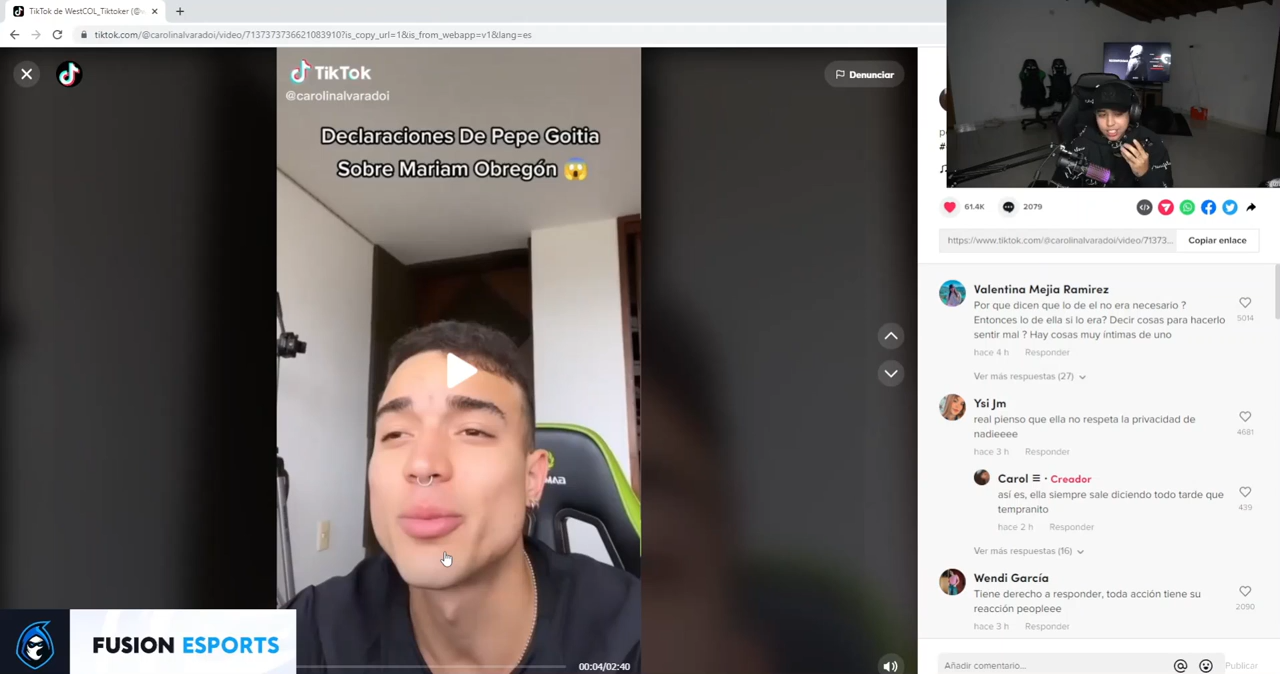 TikTok de WestCOL_Tiktoker (@
tiktok.com/@carolinalvaradoi/video/7137373736621083910?is_copy_url=1&is_from_webapp=v1&lang=es
TikTok
@carolinalvaradoi
Denunciar
Declaraciones De Pepe Goitia
Sobre Mariam Obregón 😱
00:04/02:40
FUSION ESPORTS
61.4K
2079
https://www.tiktok.com/@carolinalvaradoi/video/71373...
Copiar enlace
Valentina Mejia Ramirez
Por que dicen que lo de el no era necesario ?
Entonces lo de ella si lo era? Decir cosas para hacerlo
sentir mal ? Hay cosas muy íntimas de uno
5014
hace 4 h Responder
Ver más respuestas (27)
Ysi Jm
real pienso que ella no respeta la privacidad de
nadieeee
4681
hace 3 h Responder
Carol ☰ · Creador
así es, ella siempre sale diciendo todo tarde que
tempranito
439
hace 2 h Responder
Ver más respuestas (16)
Wendi García
Tiene derecho a responder, toda acción tiene su
reacción peopleee
2090
hace 3 h Responder
Añadir comentario...
Publicar